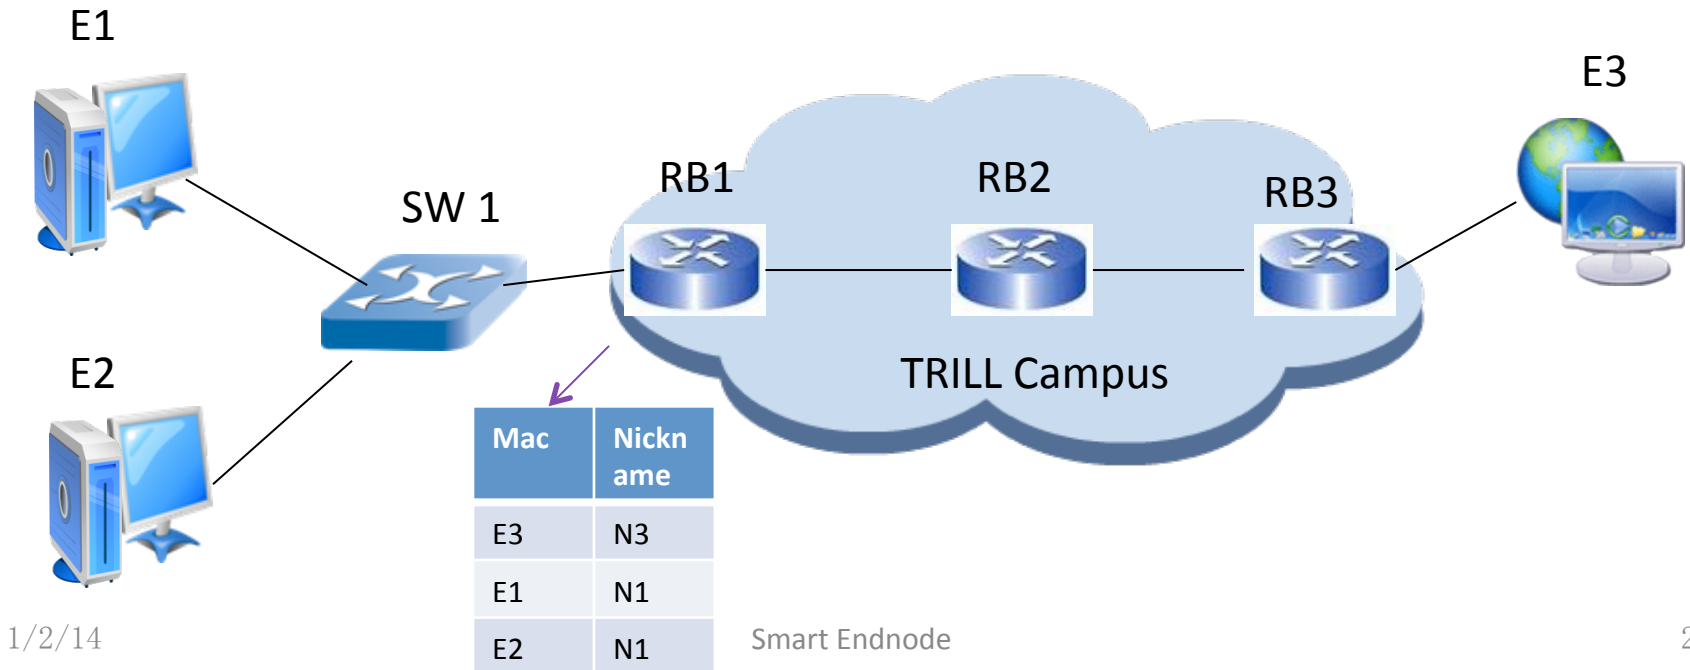 E1
E3
RB1
RB2
RB3
SW 1
E2
TRILL Campus
Mac
Nickn
ame
E3
N3
E1
N1
E2
N1
1/2/14
Smart Endnode
2